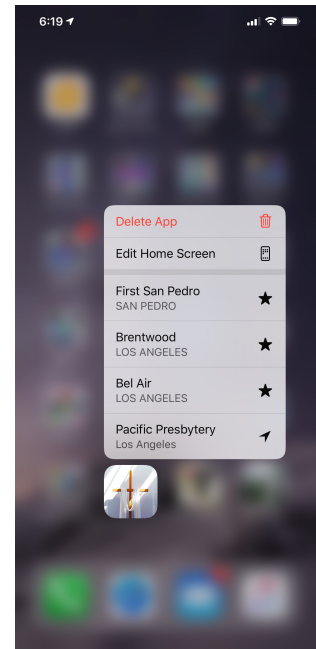 6:19
Delete App
Edit Home Screen
First San Pedro
SAN PEDRO
Brentwood
LOS ANGELES
Bel Air
LOS ANGELES
Pacific Presbytery
Los Angeles